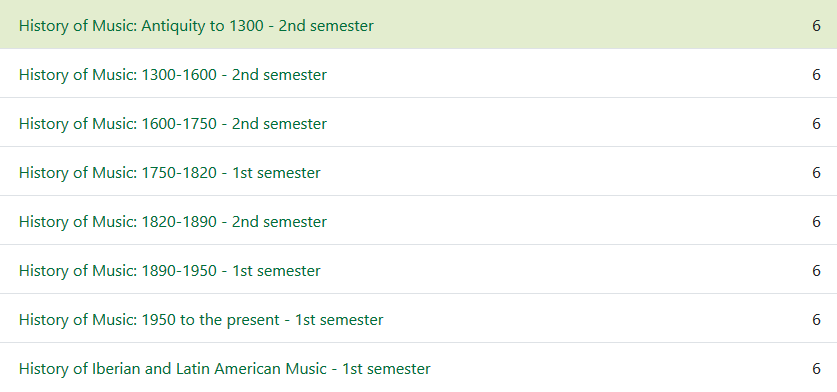 History of Music: Antiquity to 1300 - 2nd semester 6
History of Music: 1300-1600 - 2nd semester 6
History of Music: 1600-1750 - 2nd semester 6
History of Music: 1750-1820 - 1st semester 6
History of Music: 1820-1890 - 2nd semester 6
History of Music: 1890-1950 - 1st semester 6
History of Music: 1950 to the present - 1st semester 6
History of Iberian and Latin American Music - 1st semester 6